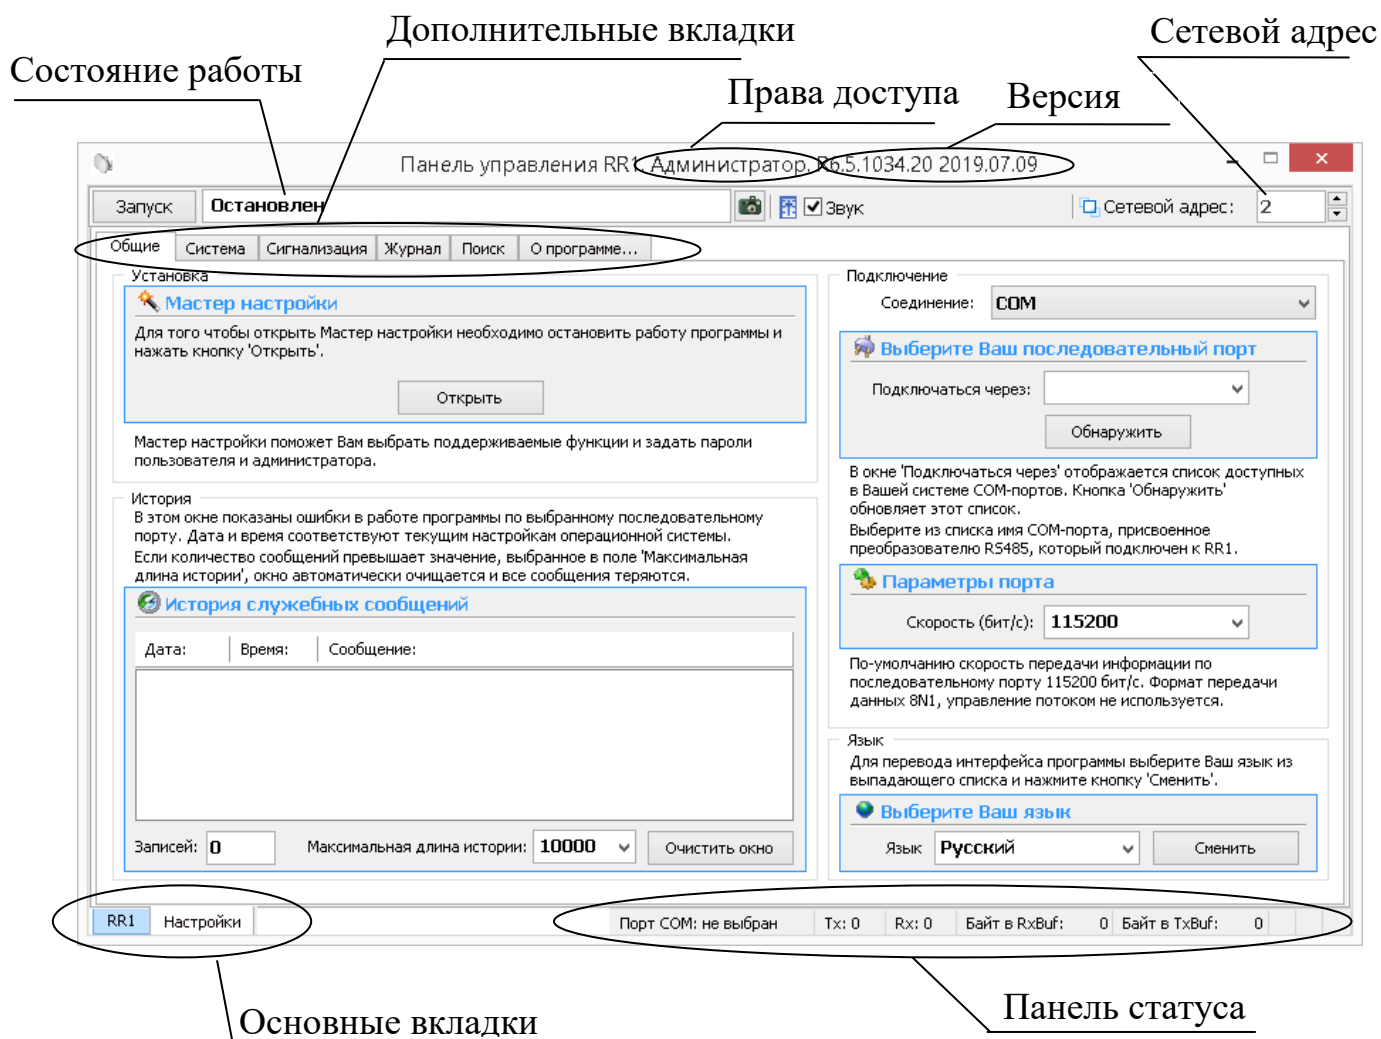 Дополнительные вкладки
Сетевой адрес
Состояние работы
Права доступа
Версия
Панель управления RR1. Администратор. R6.5.1034.20 2019.07.09
Запуск
Остановлен
Звук
Сетевой адрес: 2
Общие Система Сигнализация Журнал Поиск О программе...
Установка
Мастер настройки
Для того чтобы открыть Мастер настройки необходимо остановить работу программы и
нажать кнопку 'Открыть'.
Открыть
Мастер настройки поможет Вам выбрать поддерживаемые функции и задать пароли
пользователя и администратора.
История
В этом окне показаны ошибки в работе программы по выбранному последовательному
порту. Дата и время соответствуют текущим настройкам операционной системы.
Если количество сообщений превышает значение, выбранное в поле 'Максимальная
длина истории', окно автоматически очищается и все сообщения теряются.
История служебных сообщений
Дата: Время: Сообщение:
Записей: 0 Максимальная длина истории: 10000 Очистить окно
Подключение
Соединение: COM
Выберите Ваш последовательный порт
Подключаться через:
Обнаружить
В окне 'Подключаться через' отображается список доступных
в Вашей системе COM-портов. Кнопка 'Обнаружить'
обновляет этот список.
Выберите из списка имя COM-порта, присвоенное
преобразователю RS485, который подключен к RR1.
Параметры порта
Скорость (бит/с): 115200
По-умолчанию скорость передачи информации по
последовательному порту 115200 бит/с. Формат передачи
данных 8N1, управление потоком не используется.
Язык
Для перевода интерфейса программы выберите Ваш язык из
выпадающего списка и нажмите кнопку 'Сменить'.
Выберите Ваш язык
Язык Русский Сменить
RR1 Настройки
Порт COM: не выбран Tx: 0 Rx: 0 Байт в RxBuf: 0 Байт в TxBuf: 0
Основные вкладки
Панель статуса